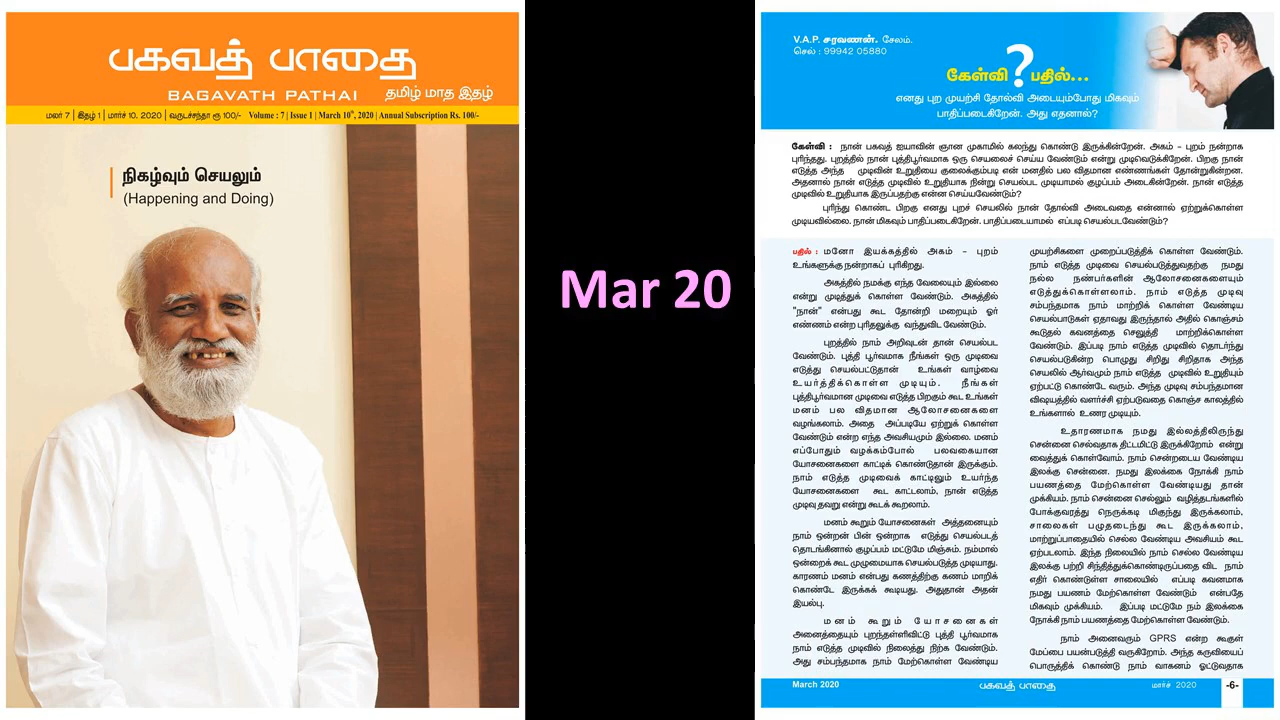 பகவத் பாதை
BAGAVATH PATHAI தமிழ் மாத இதழ்
மலர் 7 | இதழ் 1 | மார்ச் 10, 2020 | வருடச்சந்தா ரூ 100/- Volume : 7 | Issue 1 | March 10th, 2020 | Annual Subscription Rs. 100/-
நிகழ்வும் செயலும்
(Happening and Doing)
Mar 20
V.A.P. சரவணன். சேலம்.
செல் : 99942 05880
கேள்வி ? பதில்...
எனது புற முயற்சி தோல்வி அடையும்போது மிகவும்
பாதிப்படைகிறேன். அது எதனால்?
கேள்வி : நான் பகவத் ஐயாவின் ஞான முகாமில் கலந்து கொண்டு இருக்கின்றேன். அகம் – புறம் நன்றாக
புரிந்தது. புறத்தில் நான் புத்திபூர்வமாக ஒரு செயலைச் செய்ய வேண்டும் என்று முடிவெடுக்கிறேன். பிறகு நான்
எடுத்த அந்த முடிவின் உறுதியை குலைக்கும்படி என் மனதில் பல விதமான எண்ணங்கள் தோன்றுகின்றன.
அதனால் நான் எடுத்த முடிவில் உறுதியாக நின்று செயல்பட முடியாமல் குழப்பம் அடைகின்றேன். நான் எடுத்த
முடிவில் உறுதியாக இருப்பதற்கு என்ன செய்யவேண்டும்?
புரிந்து கொண்ட பிறகு எனது புறச் செயலில் நான் தோல்வி அடைவதை என்னால் ஏற்றுக்கொள்ள
முடியவில்லை. நான் மிகவும் பாதிப்படைகிறேன். பாதிப்படையாமல் எப்படி செயல்படவேண்டும்?
பதில் : மனோ இயக்கத்தில் அகம் – புறம்
உங்களுக்கு நன்றாகப் புரிகிறது.
அகத்தில் நமக்கு எந்த வேலையும் இல்லை
என்று முடித்துக் கொள்ள வேண்டும். அகத்தில்
"நான்" என்பது கூட தோன்றி மறையும் ஓர்
எண்ணம் என்ற புரிதலுக்கு வந்துவிட வேண்டும்.
புறத்தில் நாம் அறிவுடன் தான் செயல்பட
வேண்டும். புத்தி பூர்வமாக நீங்கள் ஒரு முடிவை
எடுத்து செயல்பட்டுதான் உங்கள் வாழ்வை
உயர்த்திக்கொள்ள முடியும். நீங்கள்
புத்திபூர்வமான முடிவை எடுத்த பிறகும் கூட உங்கள்
மனம் பல விதமான ஆலோசனைகளை
வழங்கலாம். அதை அப்படியே ஏற்றுக் கொள்ள
வேண்டும் என்ற எந்த அவசியமும் இல்லை. மனம்
எப்போதும் வழக்கம்போல் பலவகையான
யோசனைகளை காட்டிக் கொண்டுதான் இருக்கும்.
நாம் எடுத்த முடிவைக் காட்டிலும் உயர்ந்த
யோசனைகளை கூட காட்டலாம், நான் எடுத்த
முடிவு தவறு என்று கூடக் கூறலாம்.
மனம் கூறும் யோசனைகள் அத்தனையும்
நாம் ஒன்றன் பின் ஒன்றாக எடுத்து செயல்படத்
தொடங்கினால் குழப்பம் மட்டுமே மிஞ்சும். நம்மால்
ஒன்றைக் கூட முழுமையாக செயல்படுத்த முடியாது.
காரணம் மனம் என்பது கணத்திற்கு கணம் மாறிக்
கொண்டே இருக்கக் கூடியது. அதுதான் அதன்
இயல்பு.
மனம் கூறும் யோசனைகள்
அனைத்தையும் புறந்தள்ளிவிட்டு புத்தி பூர்வமாக
நாம் எடுத்த முடிவில் நிலைத்து நிற்க வேண்டும்.
அது சம்பந்தமாக நாம் மேற்கொள்ள வேண்டிய
முயற்சிகளை முறைப்படுத்திக் கொள்ள வேண்டும்.
நாம் எடுத்த முடிவை செயல்படுத்துவதற்கு நமது
நல்ல நண்பர்களின் ஆலோசனைகளையும்
எடுத்துக்கொள்ளலாம். நாம் எடுத்த முடிவு
சம்பந்தமாக நாம் மாற்றிக் கொள்ள வேண்டிய
செயல்பாடுகள் ஏதாவது இருந்தால் அதில் கொஞ்சம்
கூடுதல் கவனத்தை செலுத்தி மாற்றிக்கொள்ள
வேண்டும். இப்படி நாம் எடுத்த முடிவில் தொடர்ந்து
செயல்படுகின்ற பொழுது சிறிது சிறிதாக அந்த
செயலில் ஆர்வமும் நாம் எடுத்த முடிவில் உறுதியும்
ஏற்பட்டு கொண்டே வரும். அந்த முடிவு சம்பந்தமான
விஷயத்தில் வளர்ச்சி ஏற்படுவதை கொஞ்ச காலத்தில்
உங்களால் உணர முடியும்.
உதாரணமாக நமது இல்லத்திலிருந்து
சென்னை செல்வதாக திட்டமிட்டு இருக்கிறோம் என்று
வைத்துக் கொள்வோம். நாம் சென்றடைய வேண்டிய
இலக்கு சென்னை. நமது இலக்கை நோக்கி நாம்
பயணத்தை மேற்கொள்ள வேண்டியது தான்
முக்கியம். நாம் சென்னை செல்லும் வழித்தடங்களில்
போக்குவரத்து நெருக்கடி மிகுந்து இருக்கலாம்,
சாலைகள் பழுதடைந்து கூட இருக்கலாம்,
மாற்றுப்பாதையில் செல்ல வேண்டிய அவசியம் கூட
ஏற்படலாம். இந்த நிலையில் நாம் செல்ல வேண்டிய
இலக்கு பற்றி சிந்தித்துக்கொண்டிருப்பதை விட நாம்
எதிர் கொண்டுள்ள சாலையில் எப்படி கவனமாக
நமது பயணம் மேற்கொள்ள வேண்டும் என்பதே
மிகவும் முக்கியம். இப்படி மட்டுமே நம் இலக்கை
நோக்கி நாம் பயணத்தை மேற்கொள்ள வேண்டும்.
நாம் அனைவரும் GPRS என்ற கூகுள்
மேப்பை பயன்படுத்தி வருகிறோம். அந்த கருவியைப்
பொருத்திக் கொண்டு நாம் வாகனம் ஓட்டுவதாக
March 2020 பகவத் பாதை மார்ச் 2020 -6-